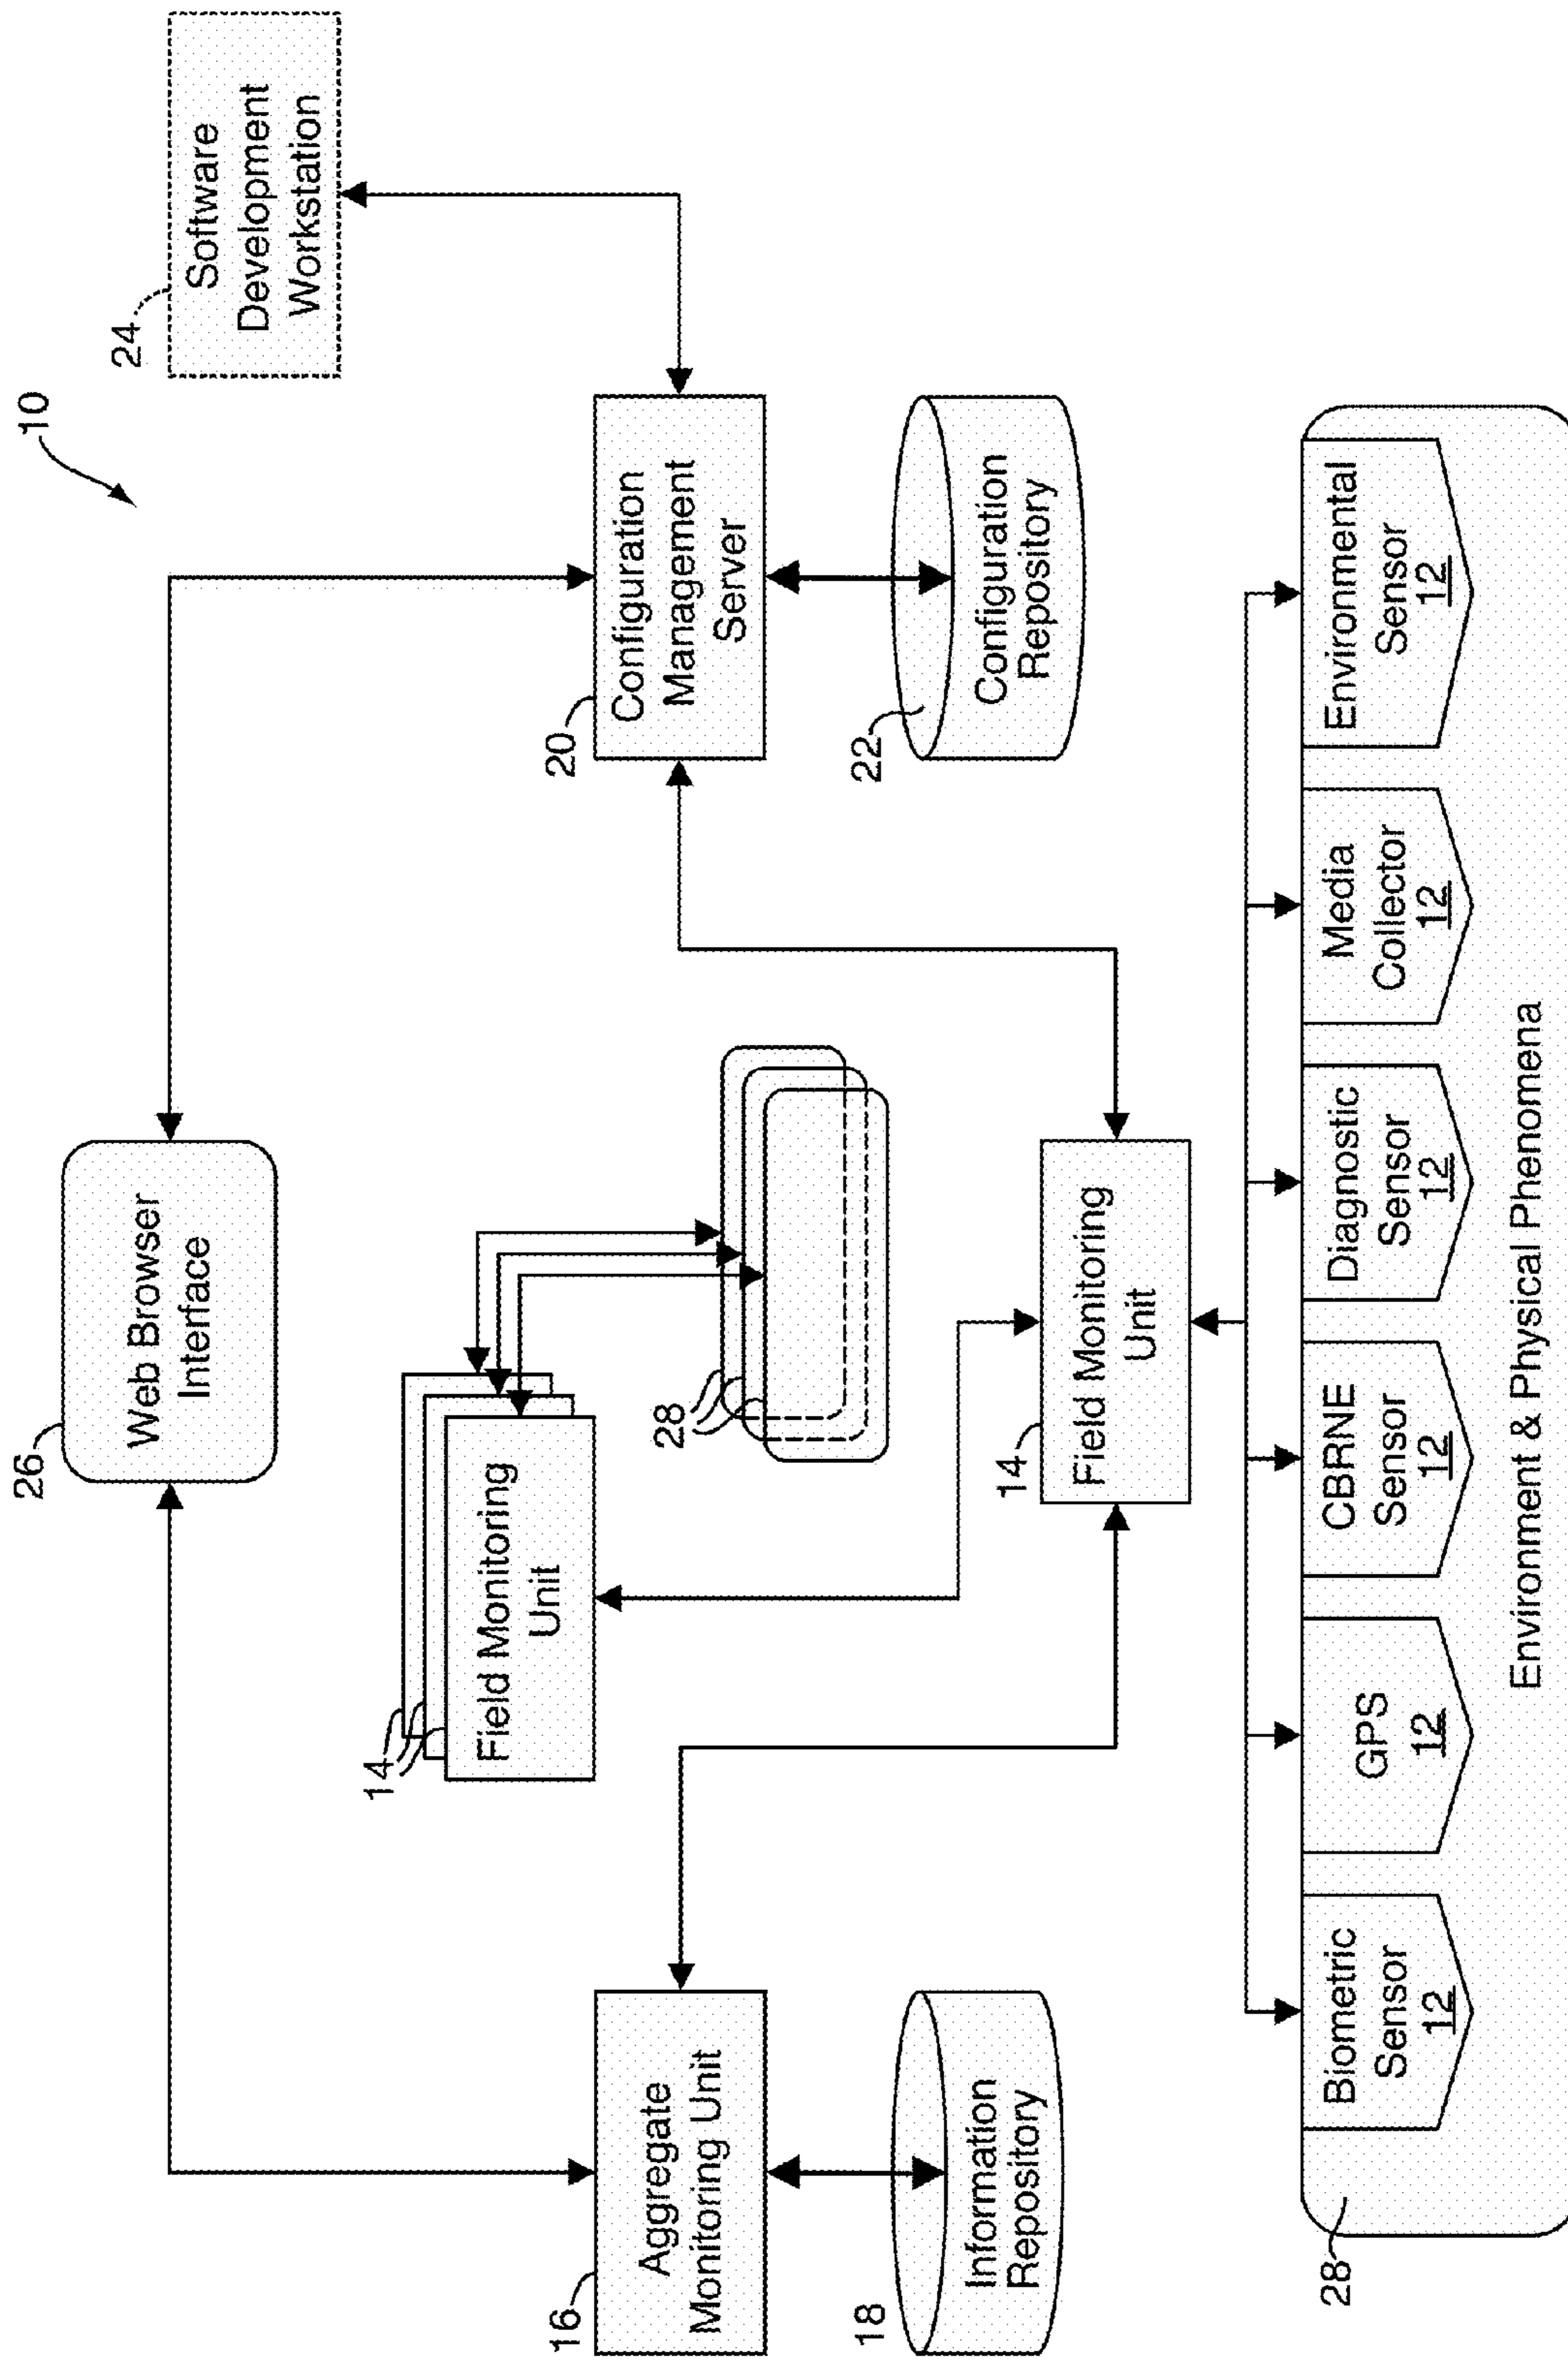 10
26
Web Browser
Interface
24
Software
Development
Workstation
14
Field Monitoring
Unit
16
Aggregate
Monitoring Unit
20
Configuration
Management
Server
28
18
Information
Repository
22
Configuration
Repository
14
Field Monitoring
Unit
28
Biometric
Sensor
12
GPS
12
CBRNE
Sensor
12
Diagnostic
Sensor
12
Media
Collector
12
Environmental
Sensor
12
Environment & Physical Phenomena